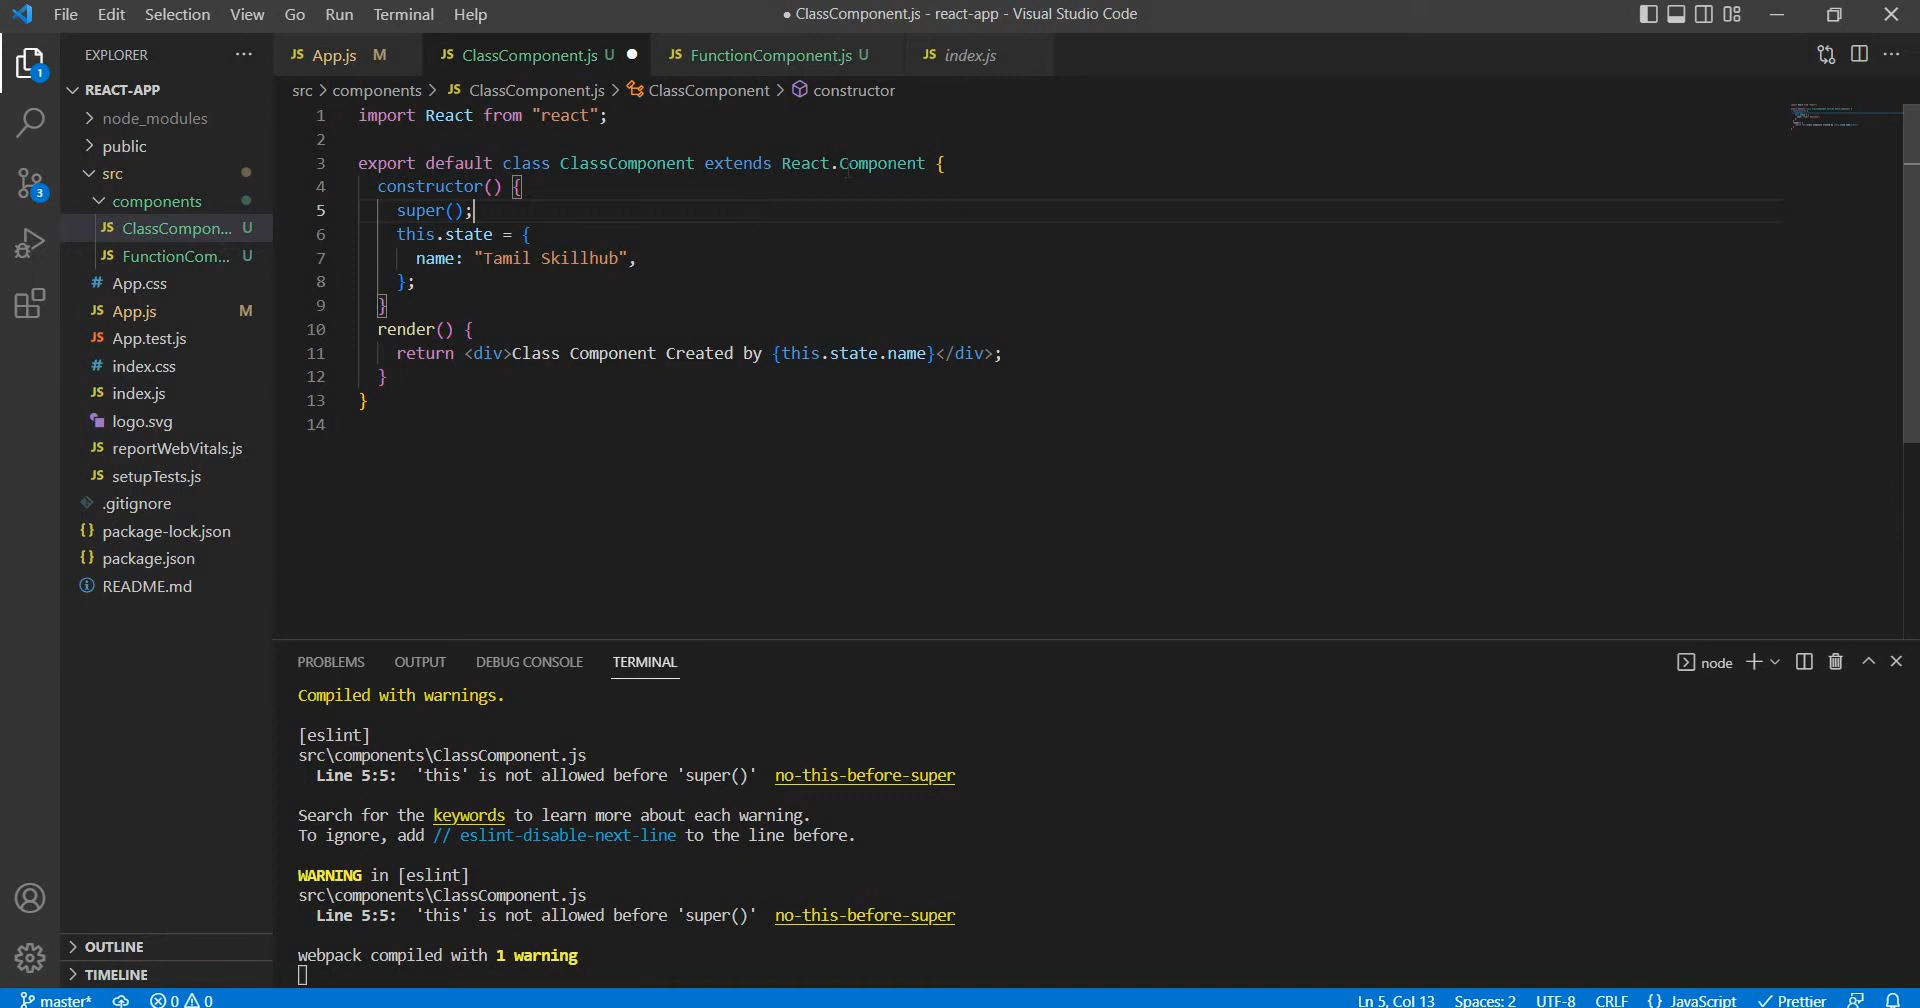 File Edit Selection View Go Run Terminal Help
● ClassComponent.js - react-app - Visual Studio Code
EXPLORER ···
JS App.js M
JS ClassComponent.js U ●
JS FunctionComponent.js U
JS index.js
···
1
3
REACT-APP
node_modules
public
src
components
JS ClassCompon... U
JS FunctionCom... U
# App.css
JS App.js M
JS App.test.js
# index.css
JS index.js
logo.svg
JS reportWebVitals.js
JS setupTests.js
.gitignore
{} package-lock.json
{} package.json
README.md
OUTLINE
TIMELINE
src > components > JS ClassComponent.js > ClassComponent > constructor
1 import React from "react";
2
3 export default class ClassComponent extends React.Component {
4 constructor() {
5 super();
6 this.state = {
7 name: "Tamil Skillhub",
8 };
9 }
10 render() {
11 return <div>Class Component Created by {this.state.name}</div>;
12 }
13 }
14
PROBLEMS OUTPUT DEBUG CONSOLE TERMINAL
node
Compiled with warnings.
[eslint]
src\components\ClassComponent.js
Line 5:5: 'this' is not allowed before 'super()' no-this-before-super
Search for the keywords to learn more about each warning.
To ignore, add // eslint-disable-next-line to the line before.
WARNING in [eslint]
src\components\ClassComponent.js
Line 5:5: 'this' is not allowed before 'super()' no-this-before-super
webpack compiled with 1 warning
master* 0 0
Ln 5, Col 13 Spaces: 2 UTF-8 CRLF {} JavaScript ✓ Prettier